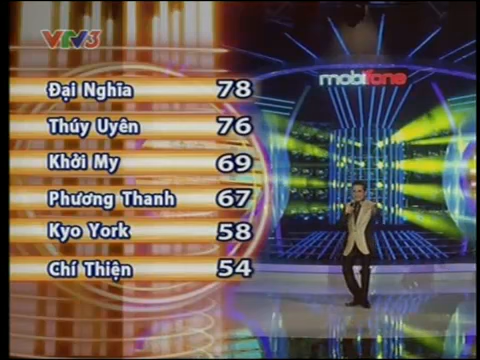 VTV3
mobifone
Đại Nghĩa 78
Thúy Uyên 76
Khởi My 69
Phương Thanh 67
Kyo York 58
Chí Thiện 54